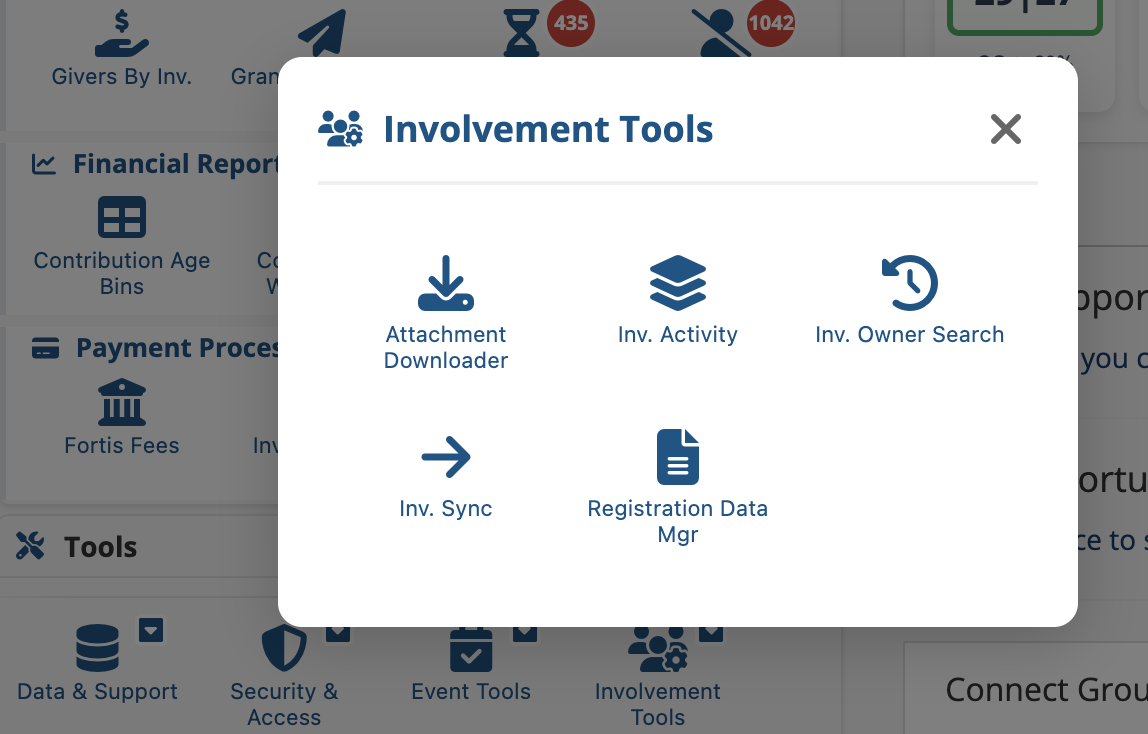 435
1042
Givers By Inv.
Gran
Involvement Tools
Financial Report
Contribution Age
Bins
Attachment
Downloader
Inv. Activity
Inv. Owner Search
you c
Payment Proces
Fortis Fees
Inv
Inv. Sync
Registration Data
Mgr
ortu
ce to s
Tools
Data & Support
Security &
Access
Event Tools
Involvement
Tools
Connect Grou